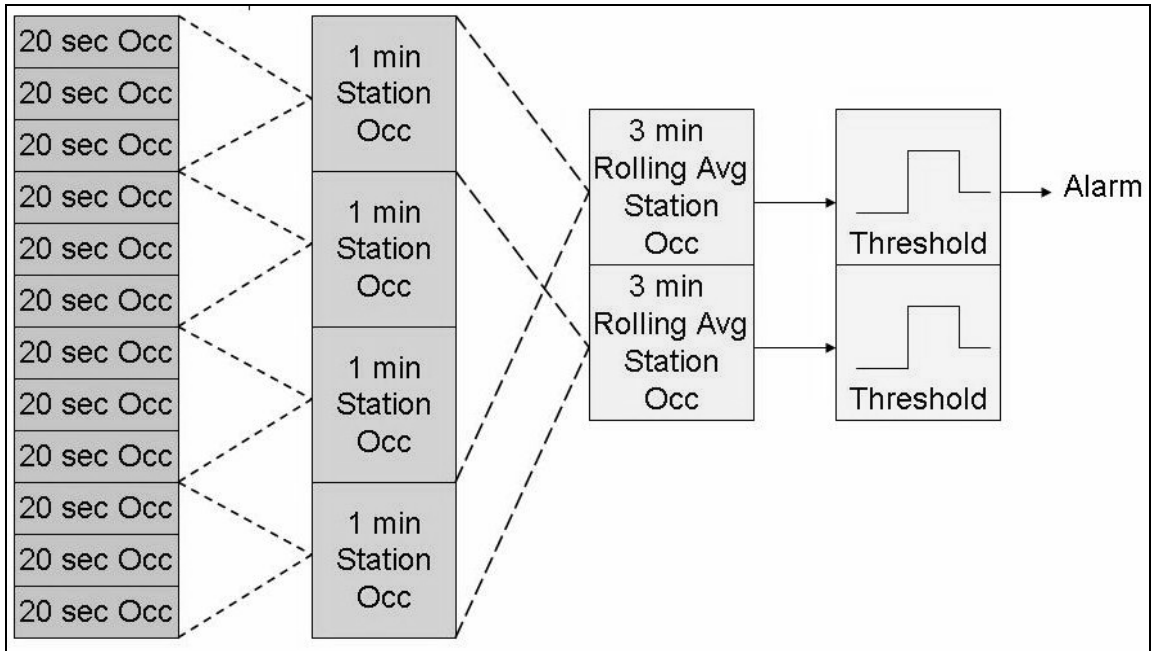 20 sec Occ
20 sec Occ
20 sec Occ
20 sec Occ
20 sec Occ
20 sec Occ
20 sec Occ
20 sec Occ
20 sec Occ
20 sec Occ
20 sec Occ
20 sec Occ
1 min
Station
Occ
1 min
Station
Occ
1 min
Station
Occ
1 min
Station
Occ
3 min
Rolling Avg
Station
Occ
3 min
Rolling Avg
Station
Occ
Threshold
Threshold
Alarm